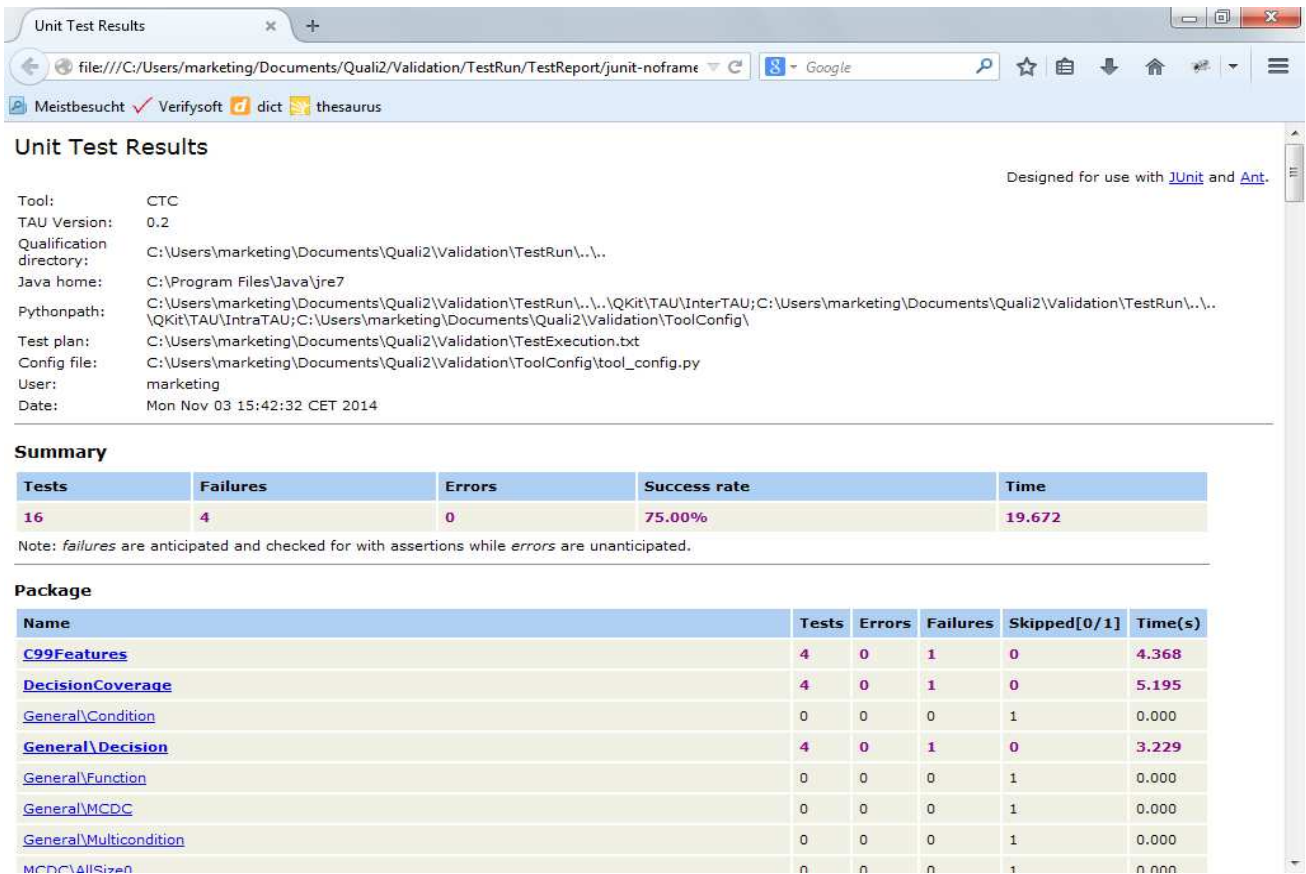 Unit Test Results
file:///C:/Users/marketing/Documents/Quali2/Validation/TestRun/TestReport/junit-noframe
Google
Meistbesucht Verifysoft dict thesaurus
Unit Test Results
Designed for use with JUnit and Ant.
Tool: CTC
TAU Version: 0.2
Qualification directory: C:\Users\marketing\Documents\Quali2\Validation\TestRun\..\..
Java home: C:\Program Files\Java\jre7
Pythonpath: C:\Users\marketing\Documents\Quali2\Validation\TestRun\..\..\QKit\TAU\InterTAU;C:\Users\marketing\Documents\Quali2\Validation\TestRun\..\..
\QKit\TAU\IntraTAU;C:\Users\marketing\Documents\Quali2\Validation\ToolConfig\
Test plan: C:\Users\marketing\Documents\Quali2\Validation\TestExecution.txt
Config file: C:\Users\marketing\Documents\Quali2\Validation\ToolConfig\tool_config.py
User: marketing
Date: Mon Nov 03 15:42:32 CET 2014
Summary
Tests Failures Errors Success rate Time
16 4 0 75.00% 19.672
Note: failures are anticipated and checked for with assertions while errors are unanticipated.
Package
Name Tests Errors Failures Skipped[0/1] Time(s)
C99Features 4 0 1 0 4.368
DecisionCoverage 4 0 1 0 5.195
General\Condition 0 0 0 1 0.000
General\Decision 4 0 1 0 3.229
General\Function 0 0 0 1 0.000
General\MCDC 0 0 0 1 0.000
General\Multicondition 0 0 0 1 0.000
MCDC\AllSize0 0 0 0 1 0.000